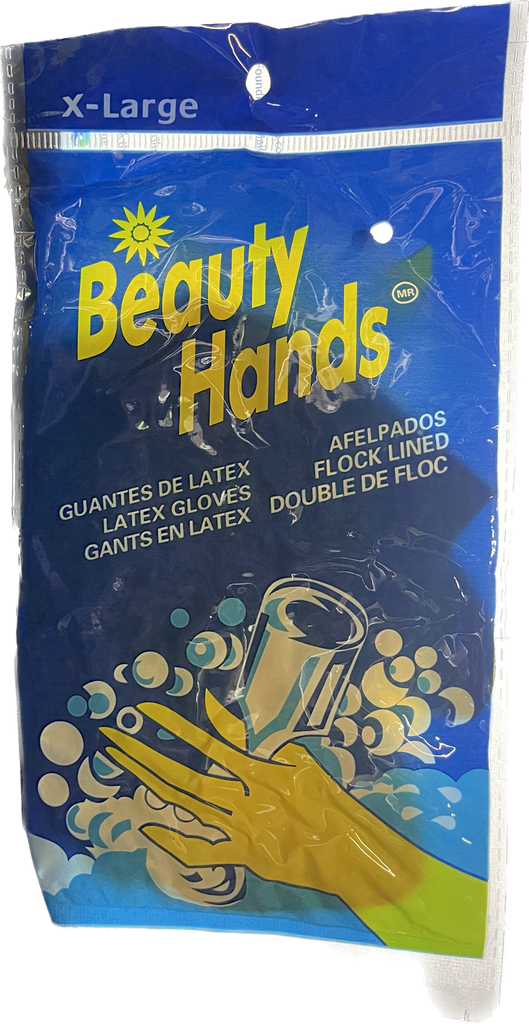 X-Large
Beauty
Hands
MR
GUANTES DE LATEX
LATEX GLOVES
GANTS EN LATEX
AFELPADOS
FLOCK LINED
DOUBLE DE FLOC